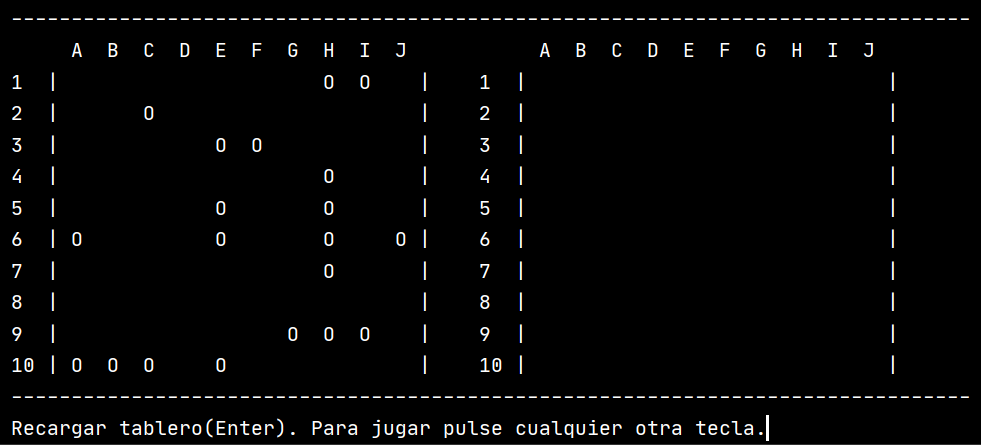 --------------------------------------------------------------------------------
     A  B  C  D  E  F  G  H  I  J           A  B  C  D  E  F  G  H  I  J
1  |                      O  O    |    1  |                              |
2  |       O                      |    2  |                              |
3  |             O  O             |    3  |                              |
4  |                      O       |    4  |                              |
5  |             O        O       |    5  |                              |
6  | O           O        O     O |    6  |                              |
7  |                      O       |    7  |                              |
8  |                              |    8  |                              |
9  |                   O  O  O    |    9  |                              |
10 | O  O  O     O                |    10 |                              |
--------------------------------------------------------------------------------
Recargar tablero(Enter). Para jugar pulse cualquier otra tecla.